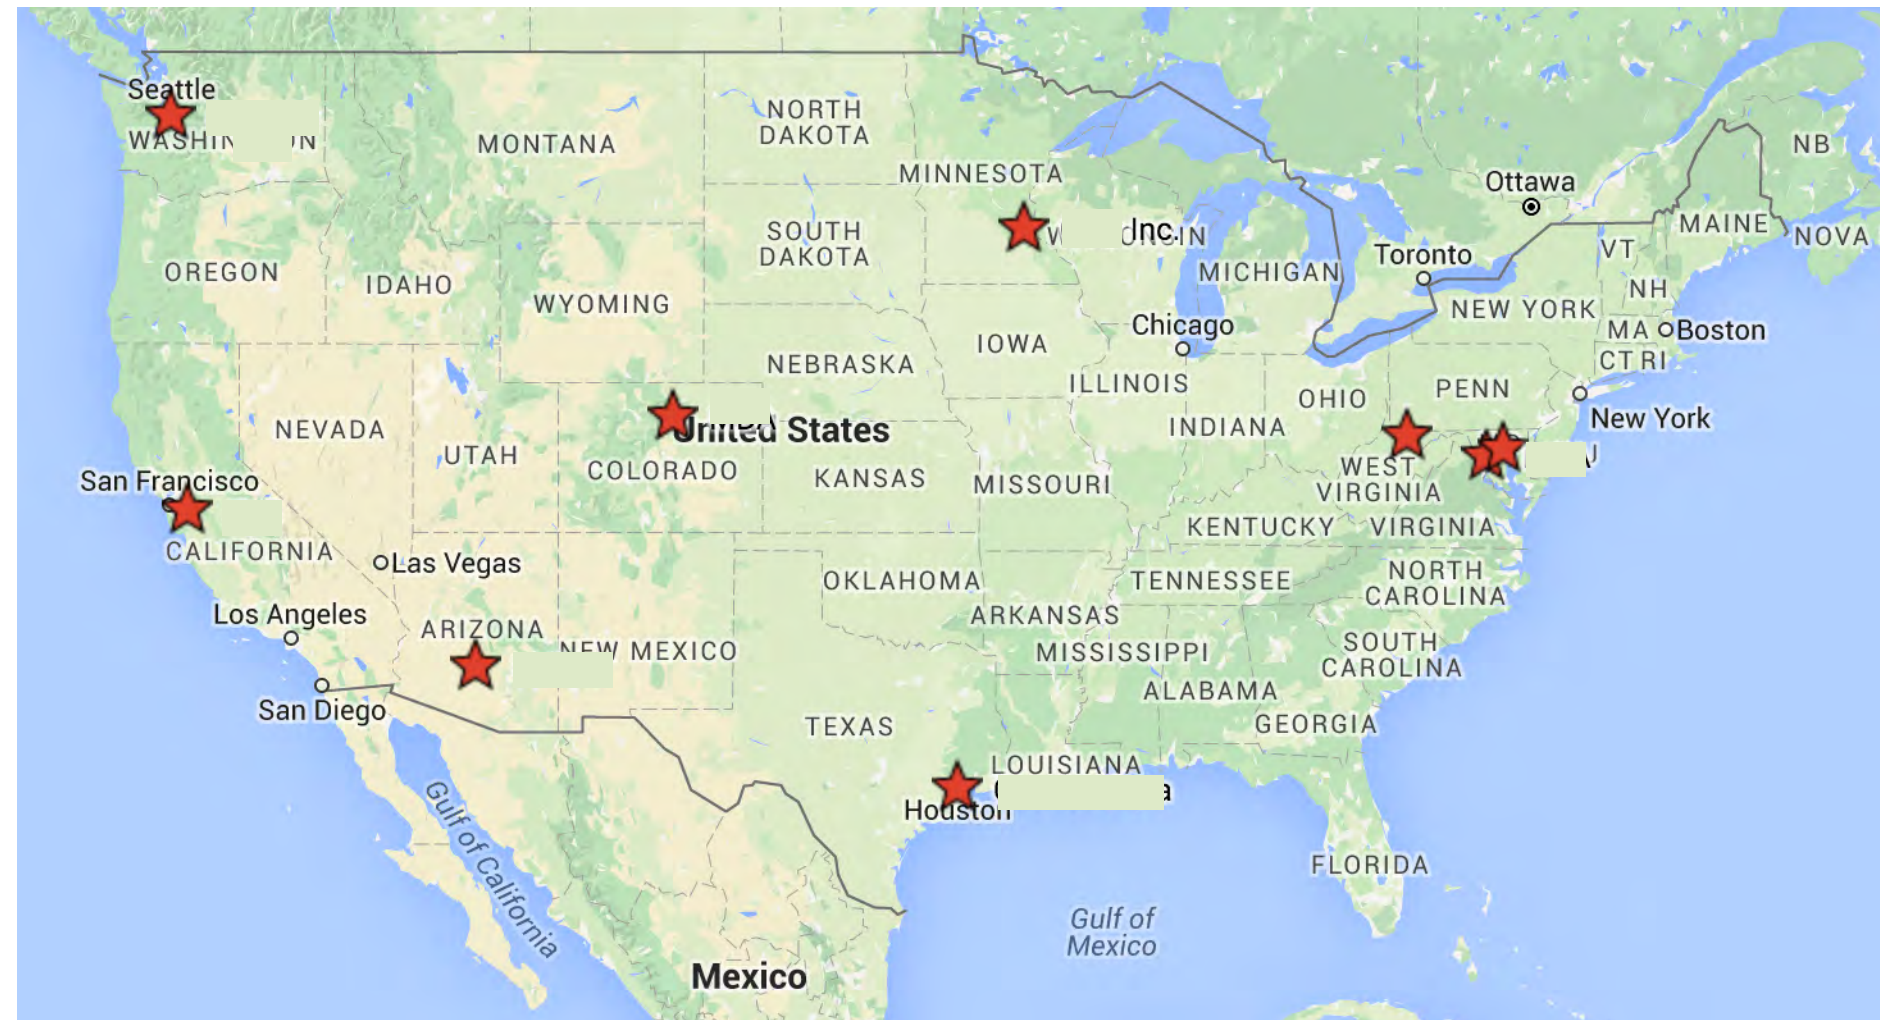 Seattle
MONTANA
NORTH
DAKOTA
MINNESOTA
NB
Ottawa
MAINE
NOVA
SOUTH
DAKOTA
Inc.
Toronto
VT
OREGON
IDAHO
WYOMING
MICHIGAN
NH
NEW YORK
MA
Boston
Chicago
IOWA
CT RI
NEBRASKA
ILLINOIS
OHIO
PENN
New York
NEVADA
United States
INDIANA
UTAH
COLORADO
KANSAS
MISSOURI
WEST
VIRGINIA
San Francisco
KENTUCKY
VIRGINIA
CALIFORNIA
Las Vegas
OKLAHOMA
TENNESSEE
NORTH
CAROLINA
Los Angeles
ARIZONA
ARKANSAS
NEW MEXICO
MISSISSIPPI
SOUTH
CAROLINA
ALABAMA
San Diego
TEXAS
GEORGIA
LOUISIANA
Houston
Gulf of California
FLORIDA
Gulf of
Mexico
Mexico